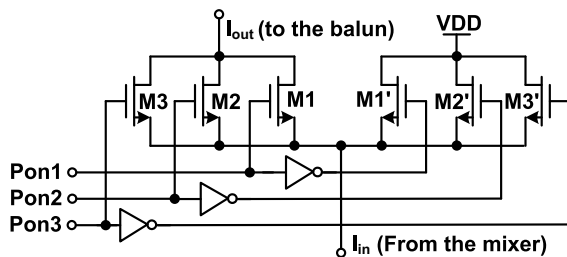 Iout (to the balun)
VDD
M3 M2 M1 M1' M2' M3'
Pon1
Pon2
Pon3
Iin (From the mixer)